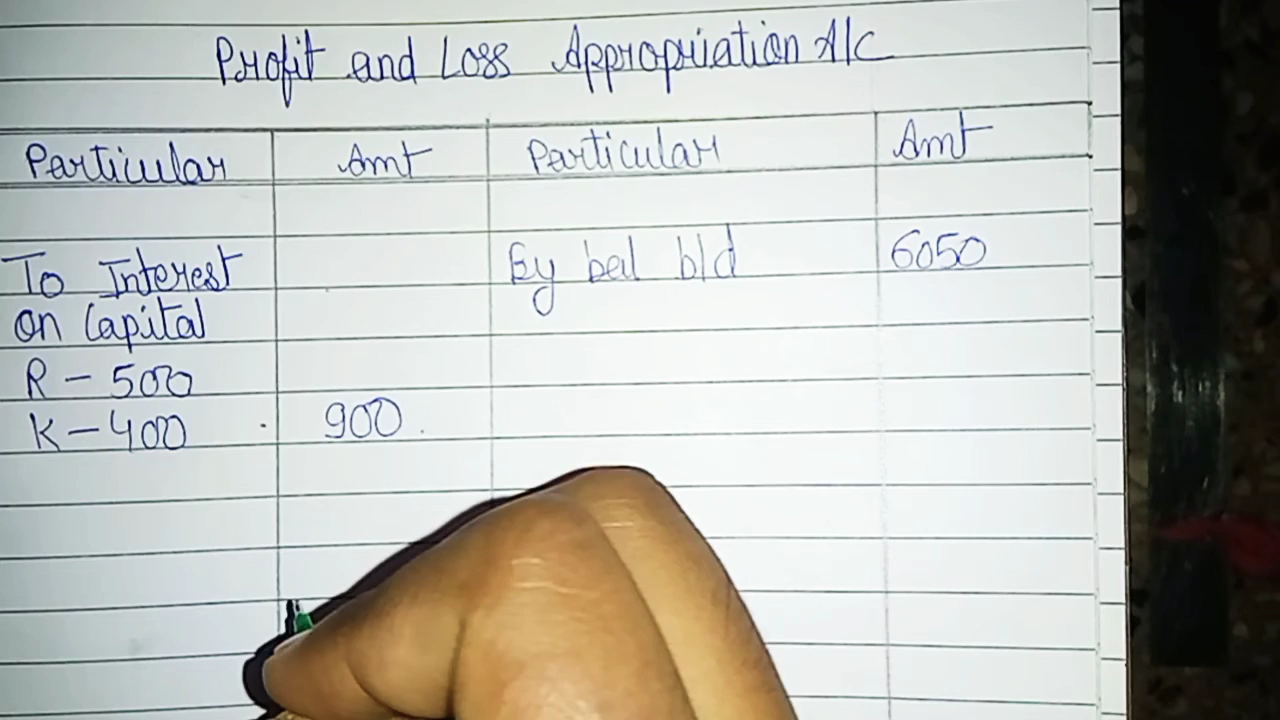 Profit and Loss Appropriation A/C
Particular Amt Particular Amt
To Interest By bal b/d 6050
on Capital
R - 500
K - 400 900